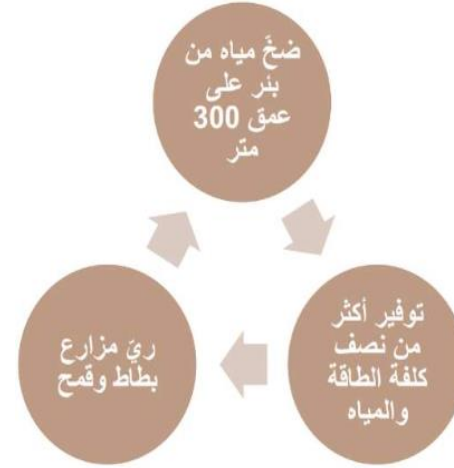 ضخَ مياه من
بئر على
عمق 300
متر
توفير أكثر
من نصف
كلفة الطاقة
والمياه
ريَ مزارع
بطاط وقمح